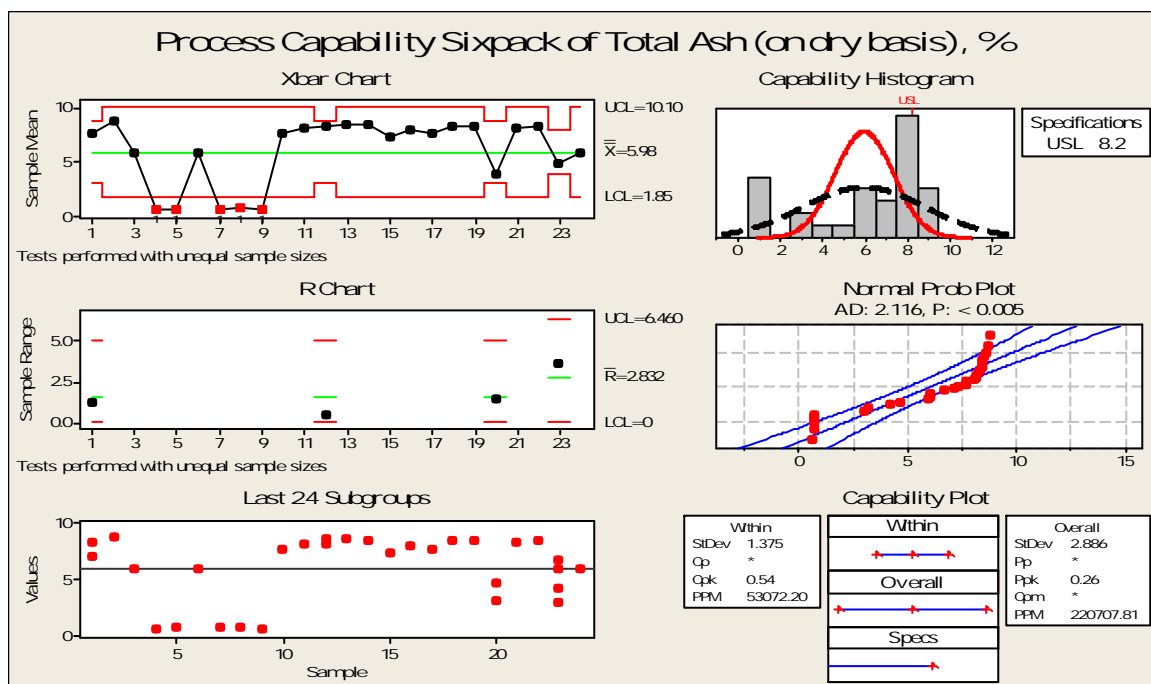 Process Capability Sixpack of Total Ash (on dry basis), %
Xbar Chart
Sample Mean
10
5
0
1 3 5 7 9 11 13 15 17 19 21 23
1 1 1 1 1
UCL=10.10
X=5.98
LCL=1.85
Tests performed with unequal sample sizes
Capability Histogram
USL
0 2 4 6 8 10 12
Specifications
USL 8.2
R Chart
Sample Range
5.0
2.5
0.0
1 3 5 7 9 11 13 15 17 19 21 23
UCL=6.460
R=2.832
LCL=0
Tests performed with unequal sample sizes
Normal Prob Plot
AD: 2.116, P: < 0.005
0 5 10 15
Last 24 Subgroups
Values
10
5
0
5 10 15 20
Sample
Capability Plot
Within
StDev 1.375
Cp *
Cpk 0.54
PPM 53072.20
Within
Overall
Specs
Overall
StDev 2.886
Pp *
Ppk 0.26
Cpm *
PPM 220707.81